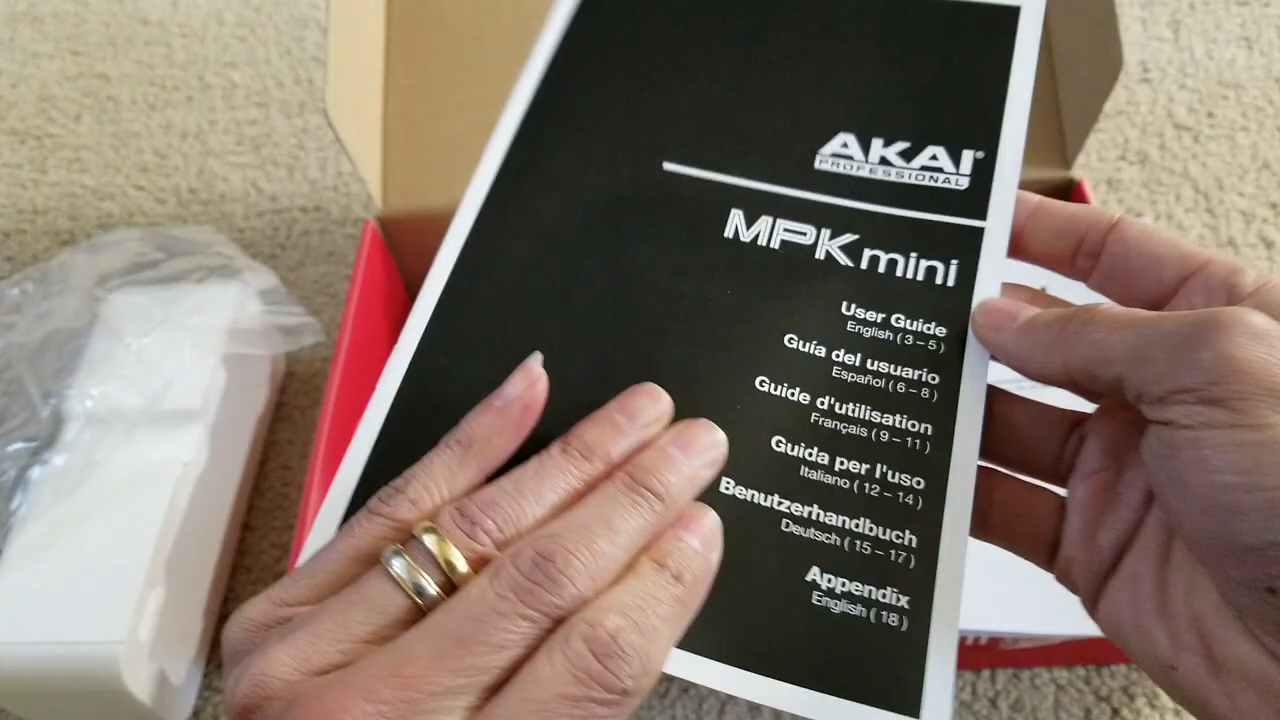 AKAI®
PROFESSIONAL
MPK mini
User Guide
English ( 3 – 5 )
Guía del usuario
Español ( 6 – 8 )
Guide d'utilisation
Français ( 9 – 11 )
Guida per l'uso
Italiano ( 12 – 14 )
Benutzerhandbuch
Deutsch ( 15 – 17 )
Appendix
English ( 18 )